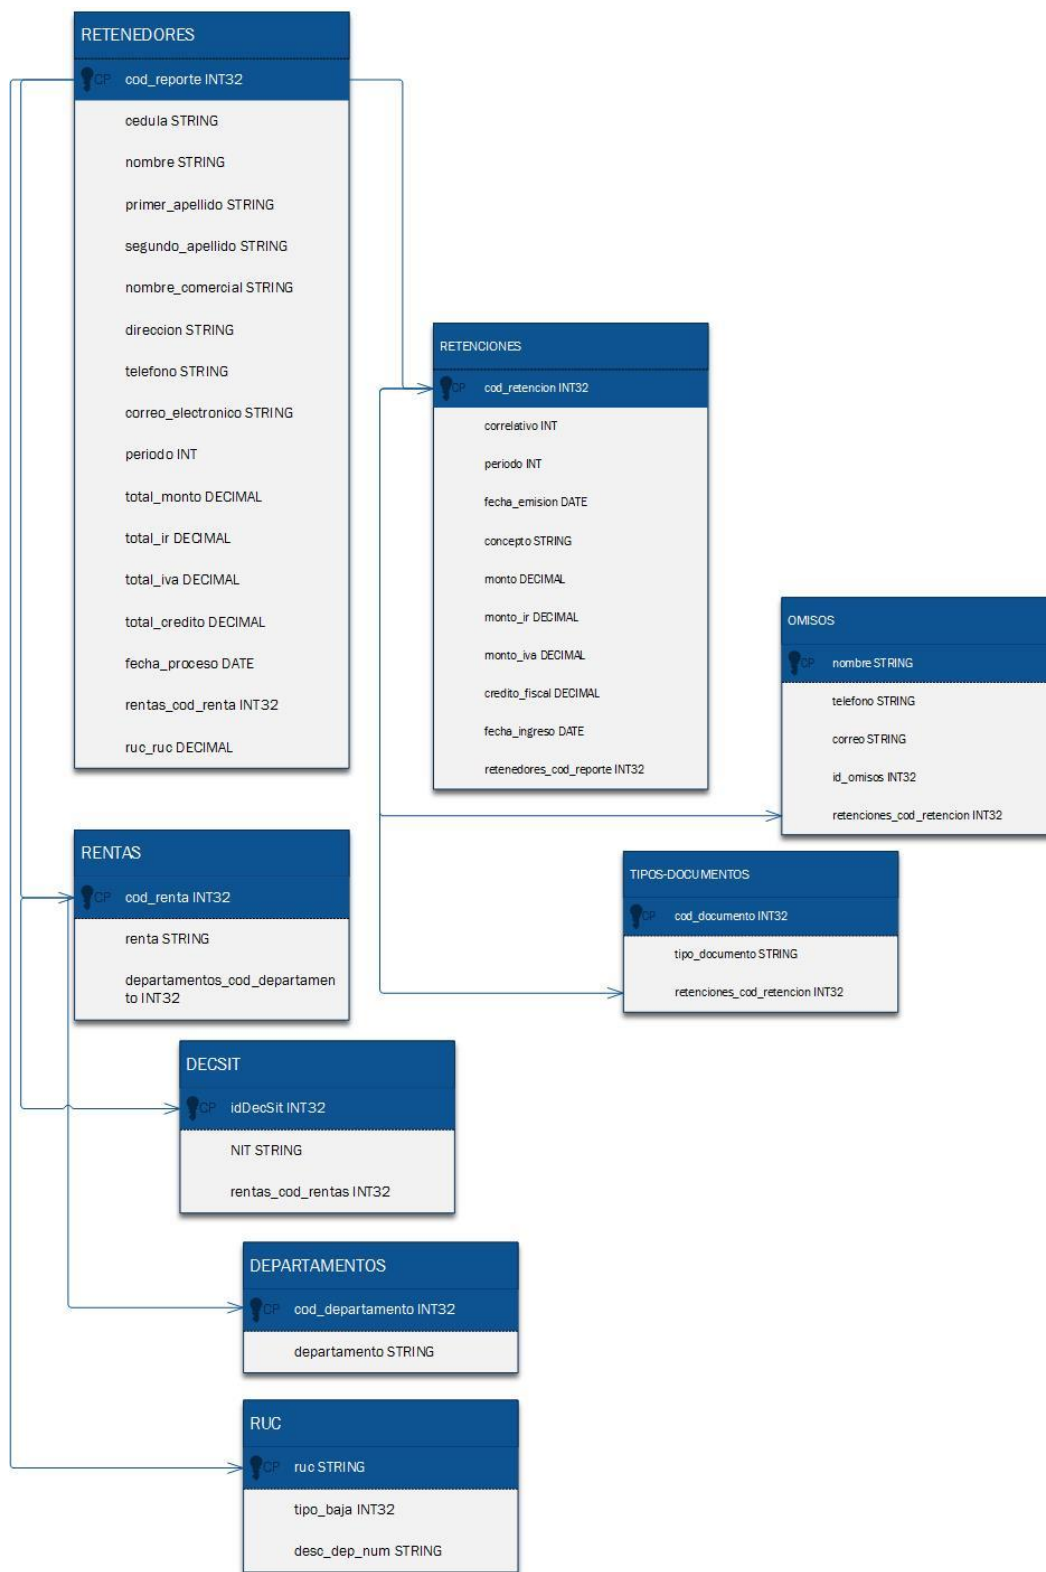 RETENEDORES
CP cod_reporte INT32
cedula STRING
nombre STRING
primer_apellido STRING
segundo_apellido STRING
nombre_comercial STRING
direccion STRING
telefono STRING
correo_electronico STRING
periodo INT
total_monto DECIMAL
total_ir DECIMAL
total_iva DECIMAL
total_credito DECIMAL
fecha_proceso DATE
rentas_cod_renta INT32
ruc_ruc DECIMAL
RETENCIONES
CP cod_retencion INT32
correlativo INT
periodo INT
fecha_emision DATE
concepto STRING
monto DECIMAL
monto_ir DECIMAL
monto_iva DECIMAL
credito_fiscal DECIMAL
fecha_ingreso DATE
retenedores_cod_reporte INT32
OMISOS
CP nombre STRING
telefono STRING
correo STRING
id_omisos INT32
retenciones_cod_retencion INT32
RENTAS
CP cod_renta INT32
renta STRING
departamentos_cod_departamen
to INT32
TIPOS-DOCUMENTOS
CP cod_documento INT32
tipo_documento STRING
retenciones_cod_retencion INT32
DECSIT
CP idDecSit INT32
NIT STRING
rentas_cod_rentas INT32
DEPARTAMENTOS
CP cod_departamento INT32
departamento STRING
RUC
CP ruc STRING
tipo_baja INT32
desc_dep_num STRING